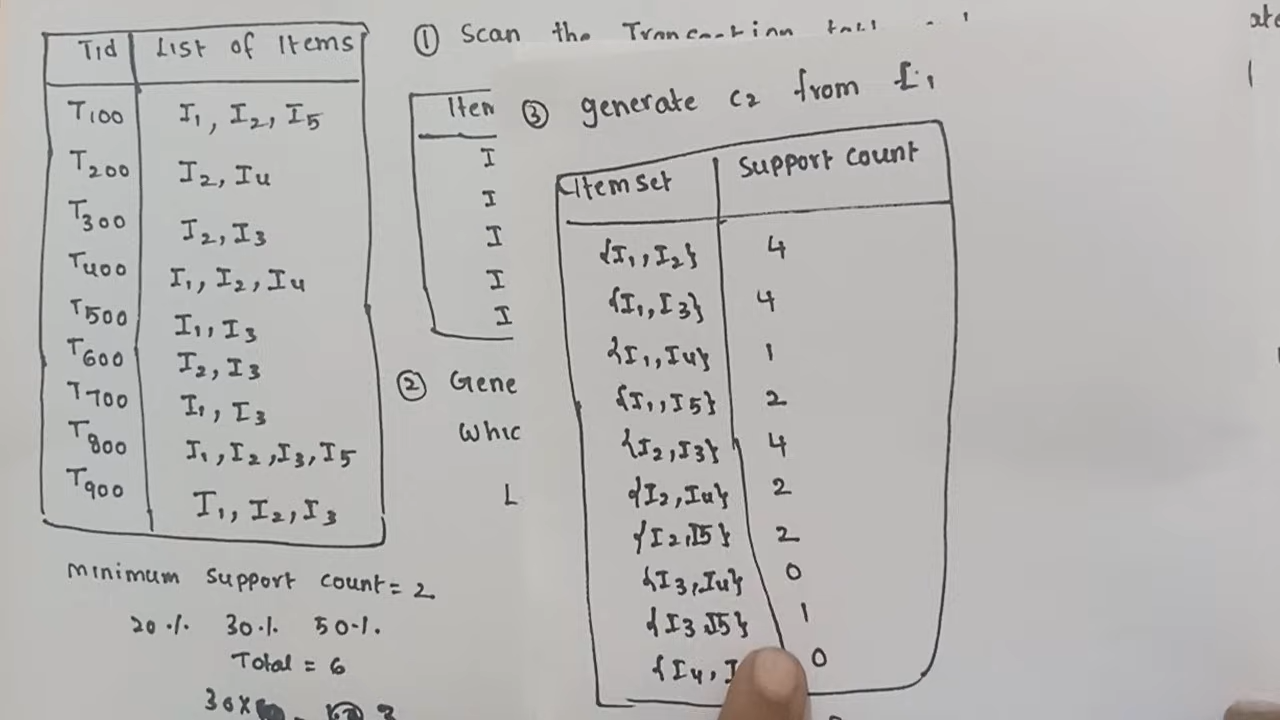 Tid List of Items
T100 I1, I2, I5
T200 I2, I4
T300 I2, I3
T400 I1, I2, I4
T500 I1, I3
T600 I2, I3
T700 I1, I3
T800 I1, I2, I3, I5
T900 I1, I2, I3
minimum support count = 2
20% 30% 50%.
Total = 6
① Scan the
Item
I
I
I
I
I
② Gene
whic
L
③ generate C2 from L1
Itemset Support count
{I1, I2} 4
{I1, I3} 4
{I1, I4} 1
{I1, I5} 2
{I2, I3} 4
{I2, I4} 2
{I2, I5} 2
{I3, I4} 0
{I3 I5} 1
{I4, I 0